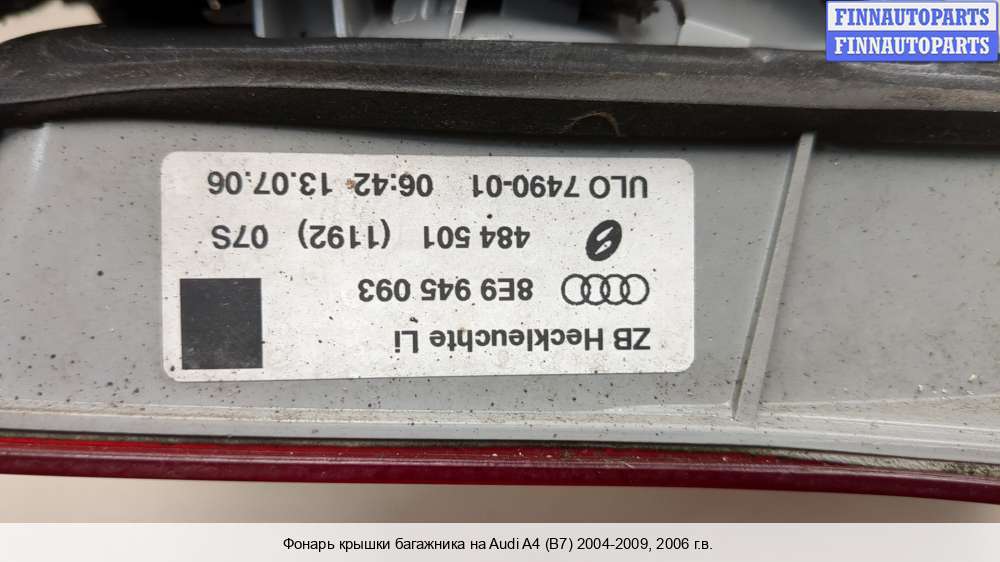 FINNAUTOPARTS
FINNAUTOPARTS
ZB Heckleuchte Li
8E9 945 093
484 501 (1192) 07S
ULO 7490-01 06:42 13.07.06
Фонарь крышки багажника на Audi A4 (B7) 2004-2009, 2006 г.в.